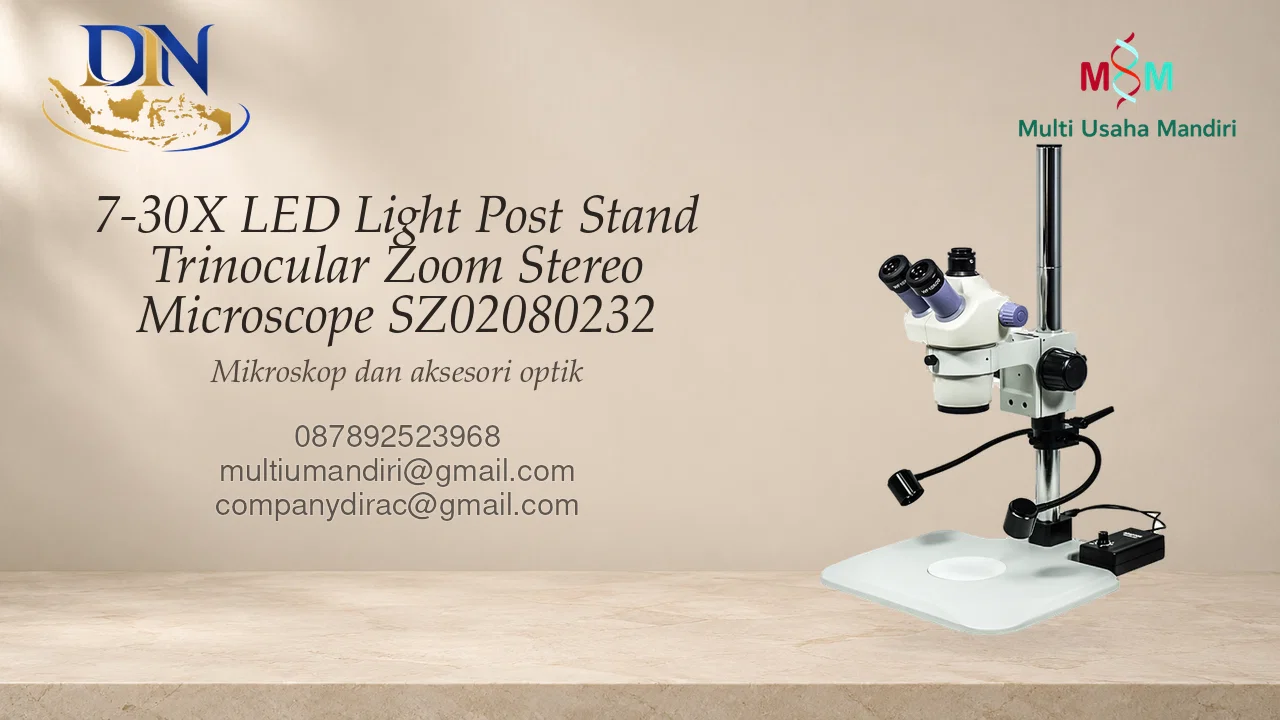 DIN
M M
Multi Usaha Mandiri
7-30X LED Light Post Stand
Trinocular Zoom Stereo
Microscope SZ02080232
Mikroskop dan aksesori optik
087892523968
multiumandiri@gmail.com
companydirac@gmail.com